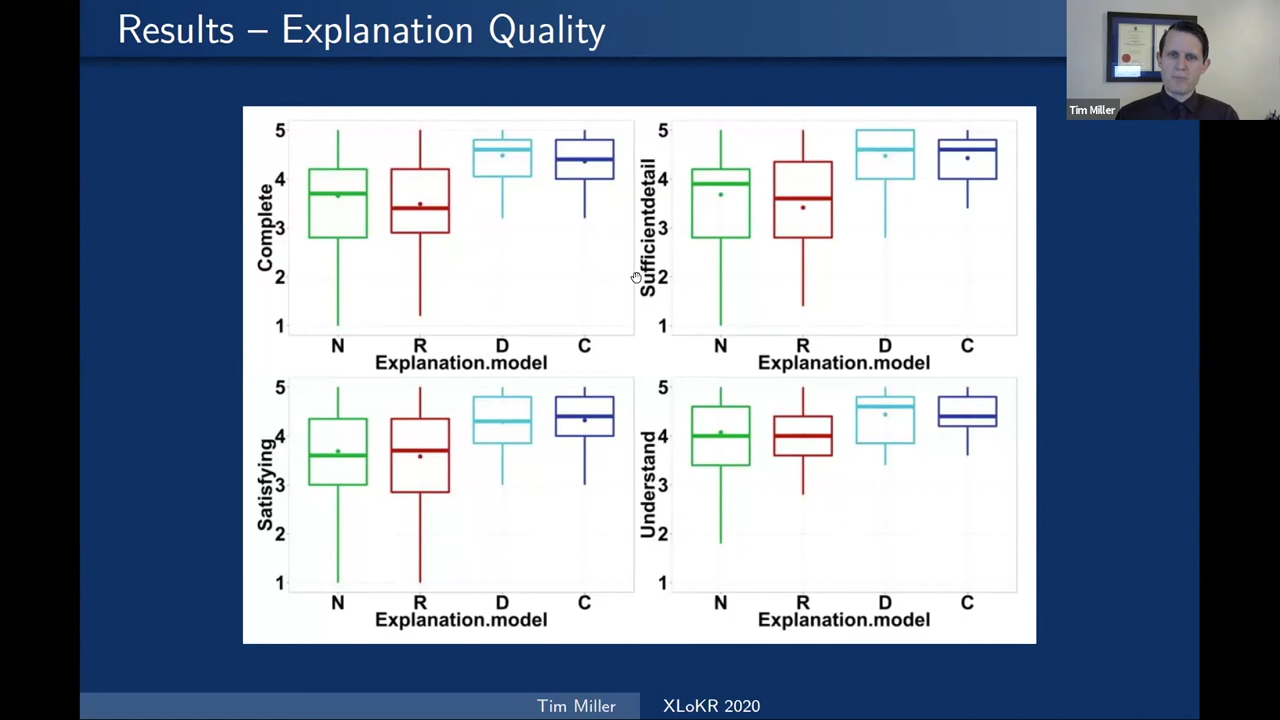 Results – Explanation Quality
Tim Miller
5
4
3
2
1
Complete
N R D C
Explanation.model
5
4
3
2
1
Sufficientdetail
N R D C
Explanation.model
5
4
3
2
1
Satisfying
N R D C
Explanation.model
5
4
3
2
1
Understand
N R D C
Explanation.model
Tim Miller
XLoKR 2020